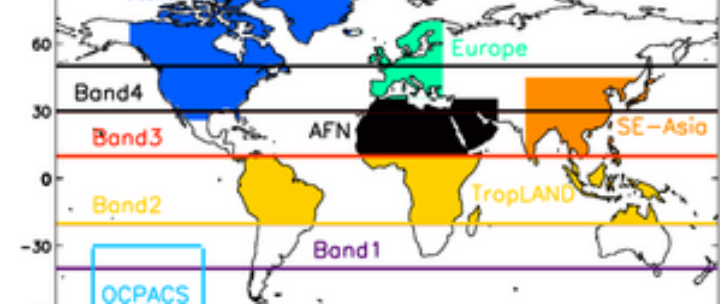 60
Europe
Band4
30
AFN
SE-Asia
Band3
0
TropLAND
Band2
-30
Band1
OCPACS